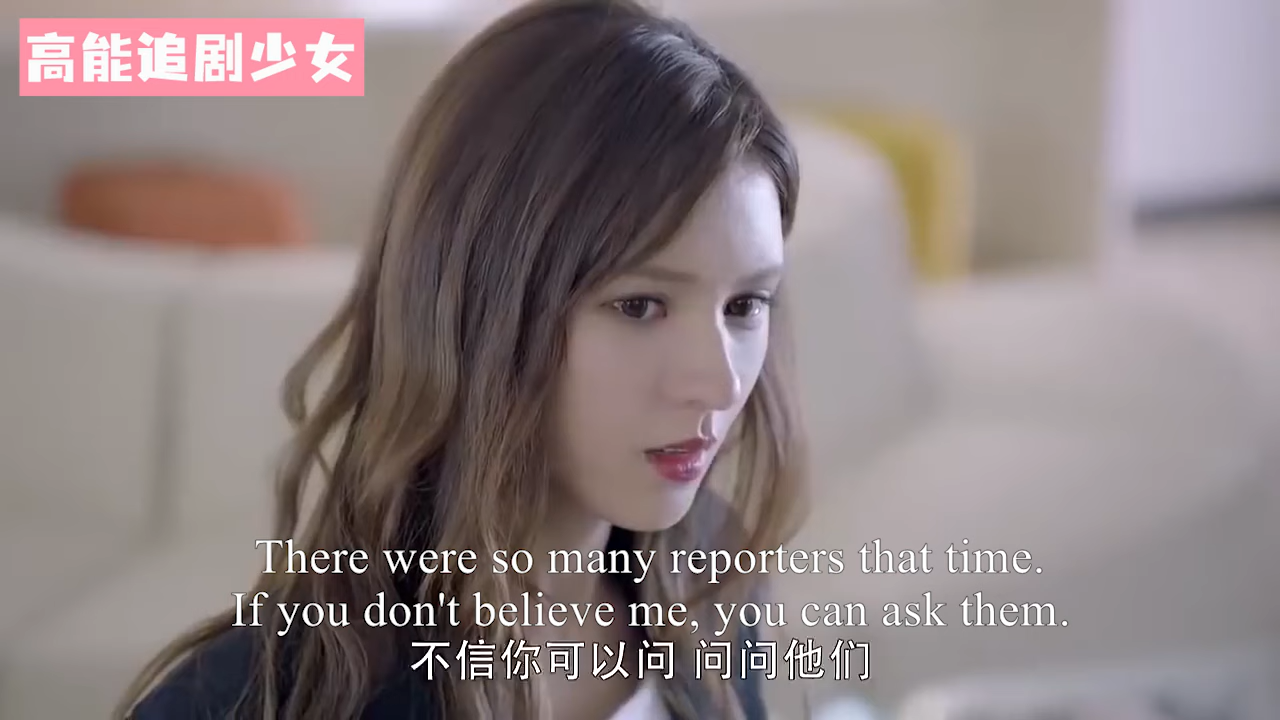 高能追剧少女
There were so many reporters that time.
If you don't believe me, you can ask them.
不信你可以问 问问他们